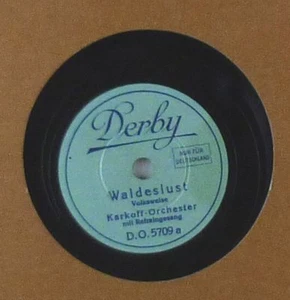 Derby
NUR FÜR
DEUTSCHLAND
Waldeslust
Volksweise
Karkoff-Orchester
mit Refraingesang
D.O. 5709 a